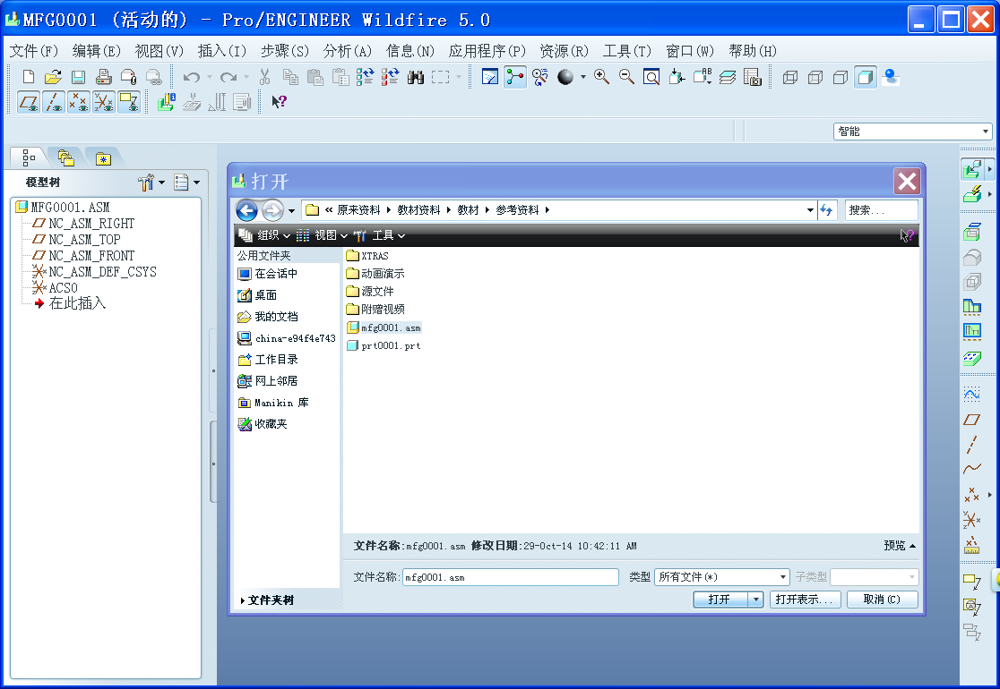 MFG0001 (活动的) - Pro/ENGINEER Wildfire 5.0
文件(F) 编辑(E) 视图(V) 插入(I) 步骤(S) 分析(A) 信息(N) 应用程序(P) 资源(R) 工具(T) 窗口(W) 帮助(H)
智能
模型树
MFG0001.ASM
NC_ASM_RIGHT
NC_ASM_TOP
NC_ASM_FRONT
NC_ASM_DEF_CSYS
ACS0
在此插入
打开
« 原来资料 教材资料 教材 参考资料
搜索...
组织 视图 工具
公用文件夹
在会话中
桌面
我的文档
china-e94f4e743
工作目录
网上邻居
Manikin 库
收藏夹
文件夹树
XTRAS
动画演示
源文件
附赠视频
mfg0001.asm
prt0001.prt
文件名称:mfg0001.asm 修改日期:29-Oct-14 10:42:11 AM
预览
文件名称: mfg0001.asm 类型 所有文件(*) 子类型
打开 打开表示... 取消(C)